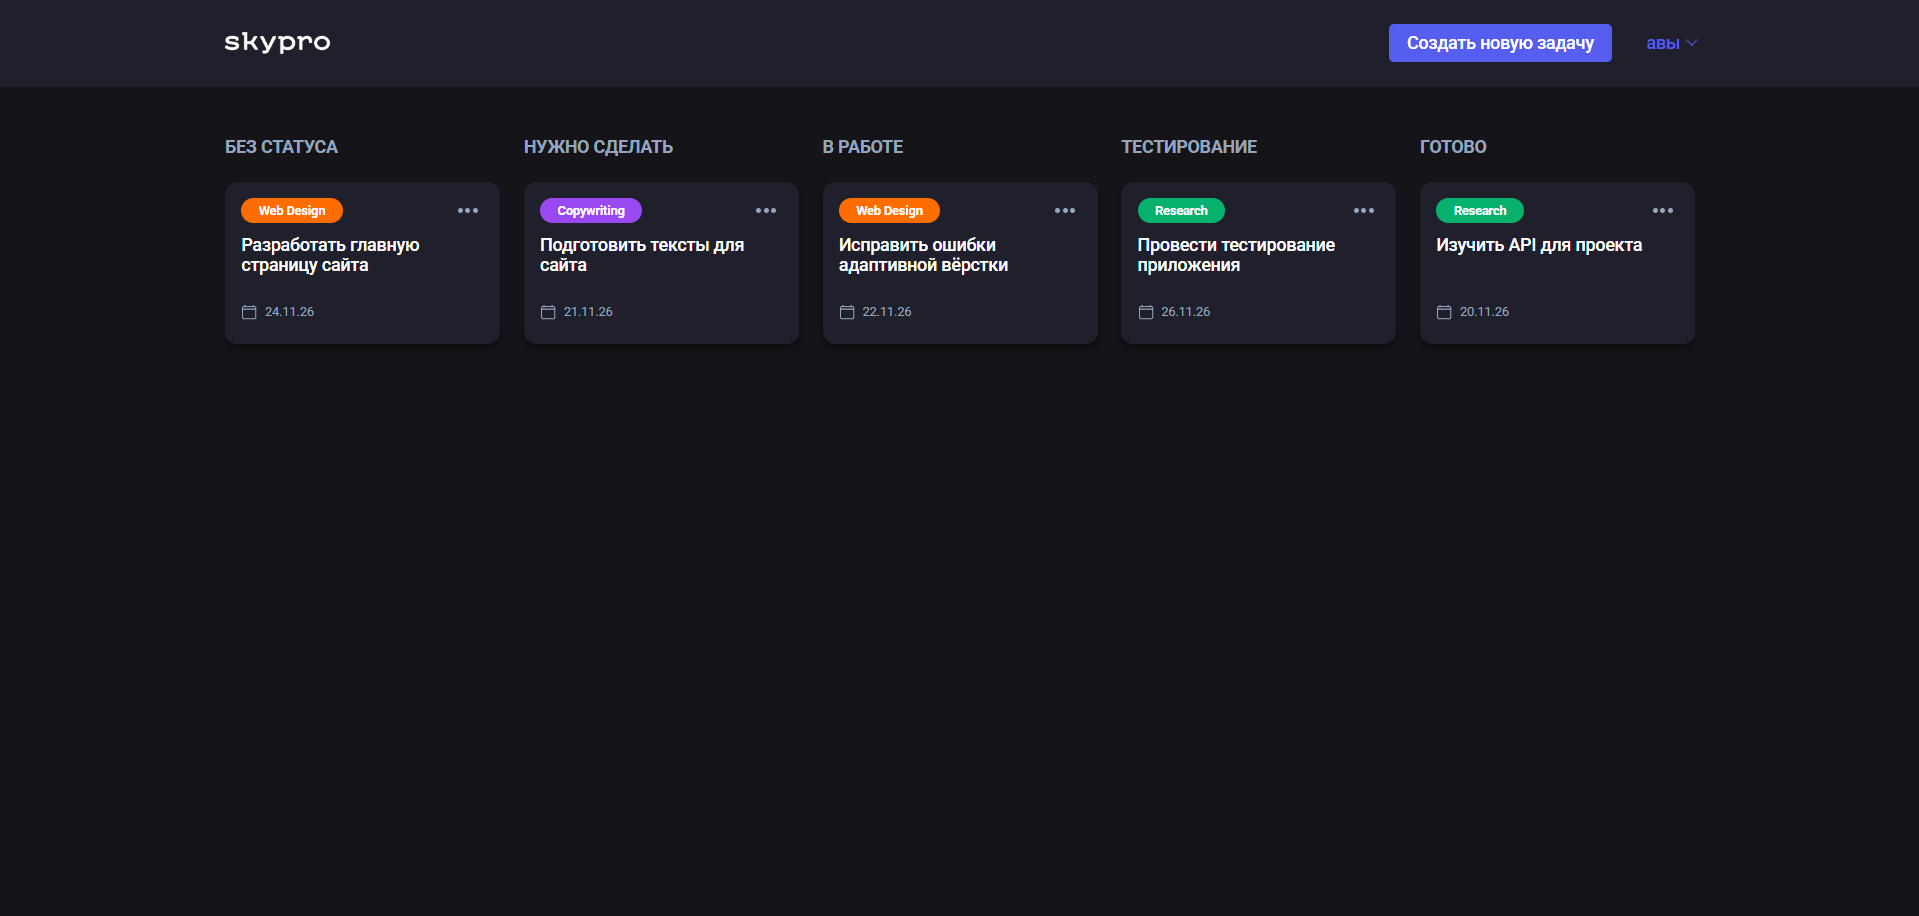 skypro
Создать новую задачу
авы
БЕЗ СТАТУСА
НУЖНО СДЕЛАТЬ
В РАБОТЕ
ТЕСТИРОВАНИЕ
ГОТОВО
Web Design
Разработать главную
страницу сайта
24.11.26
Copywriting
Подготовить тексты для
сайта
21.11.26
Web Design
Исправить ошибки
адаптивной вёрстки
22.11.26
Research
Провести тестирование
приложения
26.11.26
Research
Изучить API для проекта
20.11.26